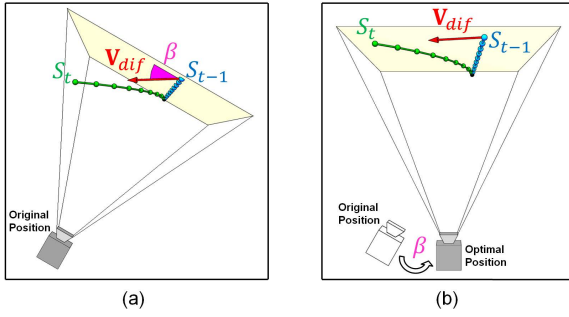 β
V_dif
S_t
S_{t-1}
Original
Position
(a)
V_dif
S_t
S_{t-1}
Original
Position
β
Optimal
Position
(b)